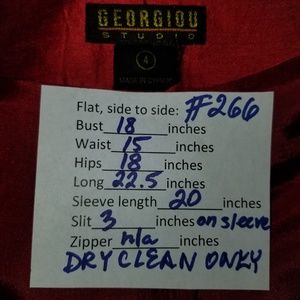 GEORGIOU
STUDIO
4
Flat, side to side: #266
Bust 18 inches
Waist 15 inches
Hips 18 inches
Long 22.5 inches
Sleeve length 20 inches
Slit 3 inches on sleeve
Zipper n/a inches
DRY CLEAN ONLY